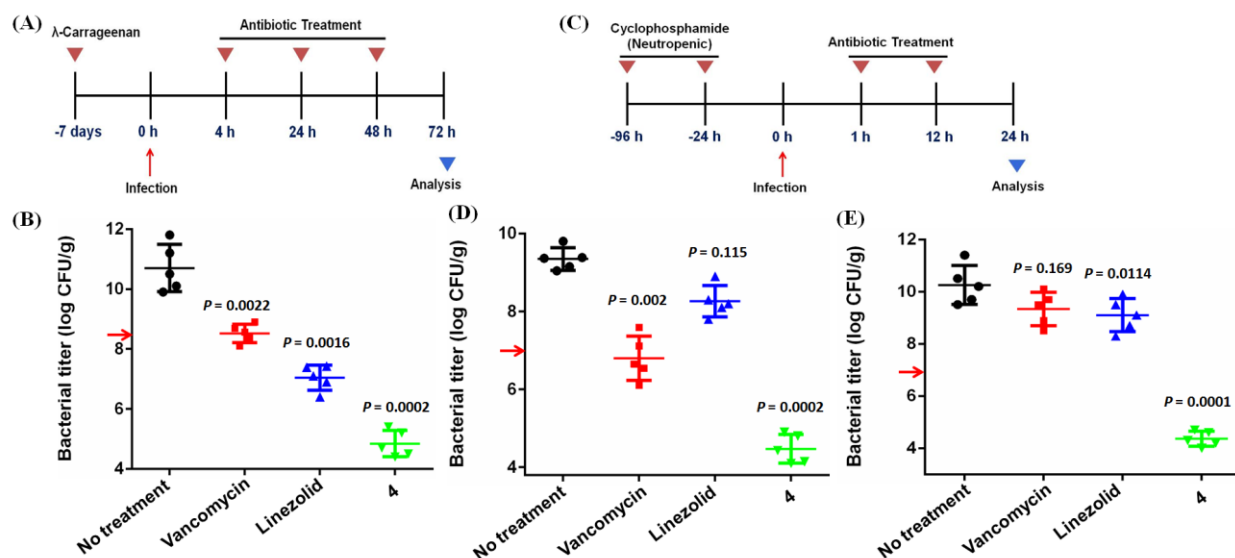 (A)
λ-Carrageenan
Antibiotic Treatment
-7 days 0 h 4 h 24 h 48 h 72 h
Infection
Analysis
(C)
Cyclophosphamide
(Neutropenic)
Antibiotic Treatment
-96 h -24 h 0 h 1 h 12 h 24 h
Infection
Analysis
(B)
Bacterial titer (log CFU/g)
12
10
8
6
4
P = 0.0022
P = 0.0016
P = 0.0002
No treatment
Vancomycin
Linezolid
4
(D)
Bacterial titer (log CFU/g)
10
8
6
4
P = 0.002
P = 0.115
P = 0.0002
No treatment
Vancomycin
Linezolid
4
(E)
Bacterial titer (log CFU/g)
12
10
8
6
4
P = 0.169
P = 0.0114
P = 0.0001
No treatment
Vancomycin
Linezolid
4